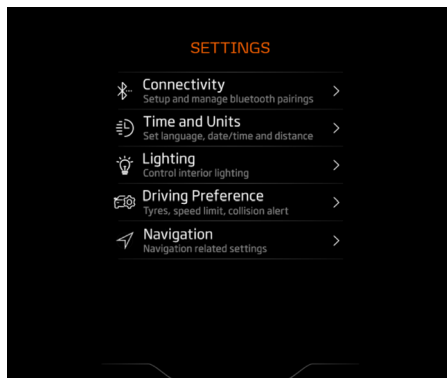 SETTINGS
Connectivity
Setup and manage bluetooth pairings
Time and Units
Set language, date/time and distance
Lighting
Control interior lighting
Driving Preference
Tyres, speed limit, collision alert
Navigation
Navigation related settings